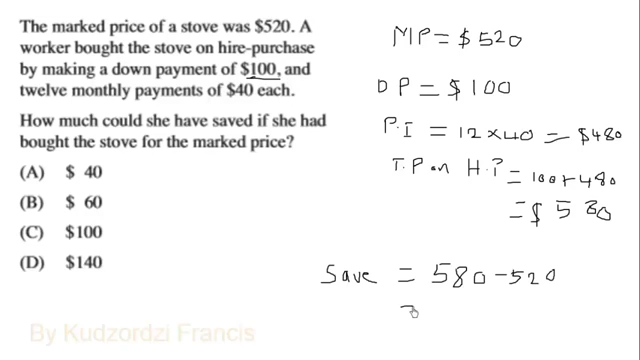 The marked price of a stove was $520. A
worker bought the stove on hire-purchase
by making a down payment of $100, and
twelve monthly payments of $40 each.
How much could she have saved if she had
bought the stove for the marked price?
(A) $ 40
(B) $ 60
(C) $100
(D) $140
By Kudzordzi Francis
MP = $520
DP = $100
P.I = 12 × 40 = $480
T.P on H.P = 100 + 480
= $580
Save = 580 - 520
=